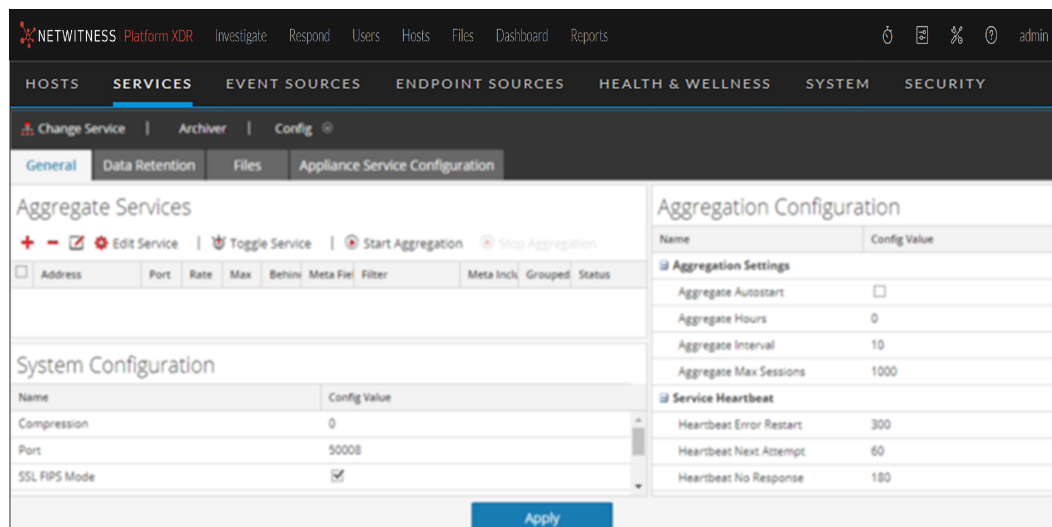 NETWITNESS Platform XDR Investigate Respond Users Hosts Files Dashboard Reports admin
HOSTS SERVICES EVENT SOURCES ENDPOINT SOURCES HEALTH & WELLNESS SYSTEM SECURITY
Change Service | Archiver | Config
General Data Retention Files Appliance Service Configuration
Aggregate Services
Edit Service | Toggle Service | Start Aggregation Stop Aggregation
Address Port Rate Max Behin Meta Fiel Filter Meta Inclu Grouped Status
System Configuration
Name Config Value
Compression 0
Port 50008
SSL FIPS Mode
Aggregation Configuration
Name Config Value
Aggregation Settings
Aggregate Autostart
Aggregate Hours 0
Aggregate Interval 10
Aggregate Max Sessions 1000
Service Heartbeat
Heartbeat Error Restart 300
Heartbeat Next Attempt 60
Heartbeat No Response 180
Apply